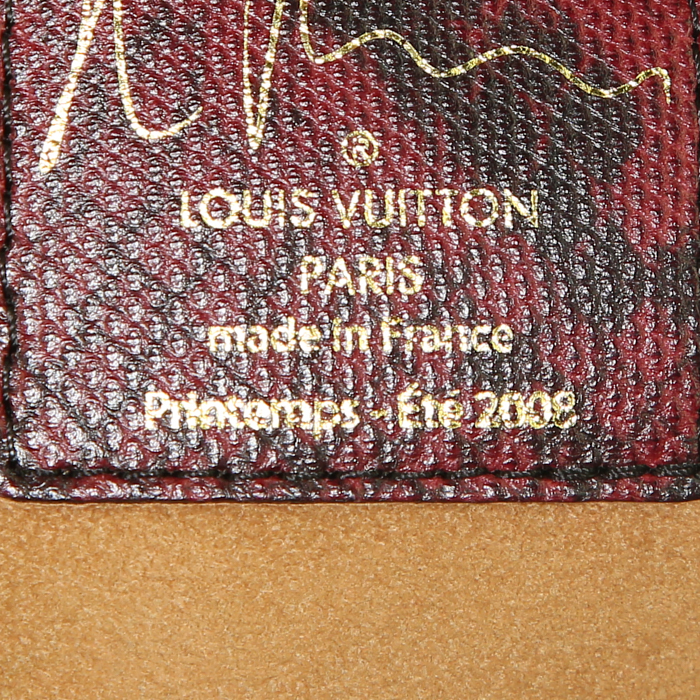 ®
LOUIS VUITTON
PARIS
made in France
Printemps - Été 2008